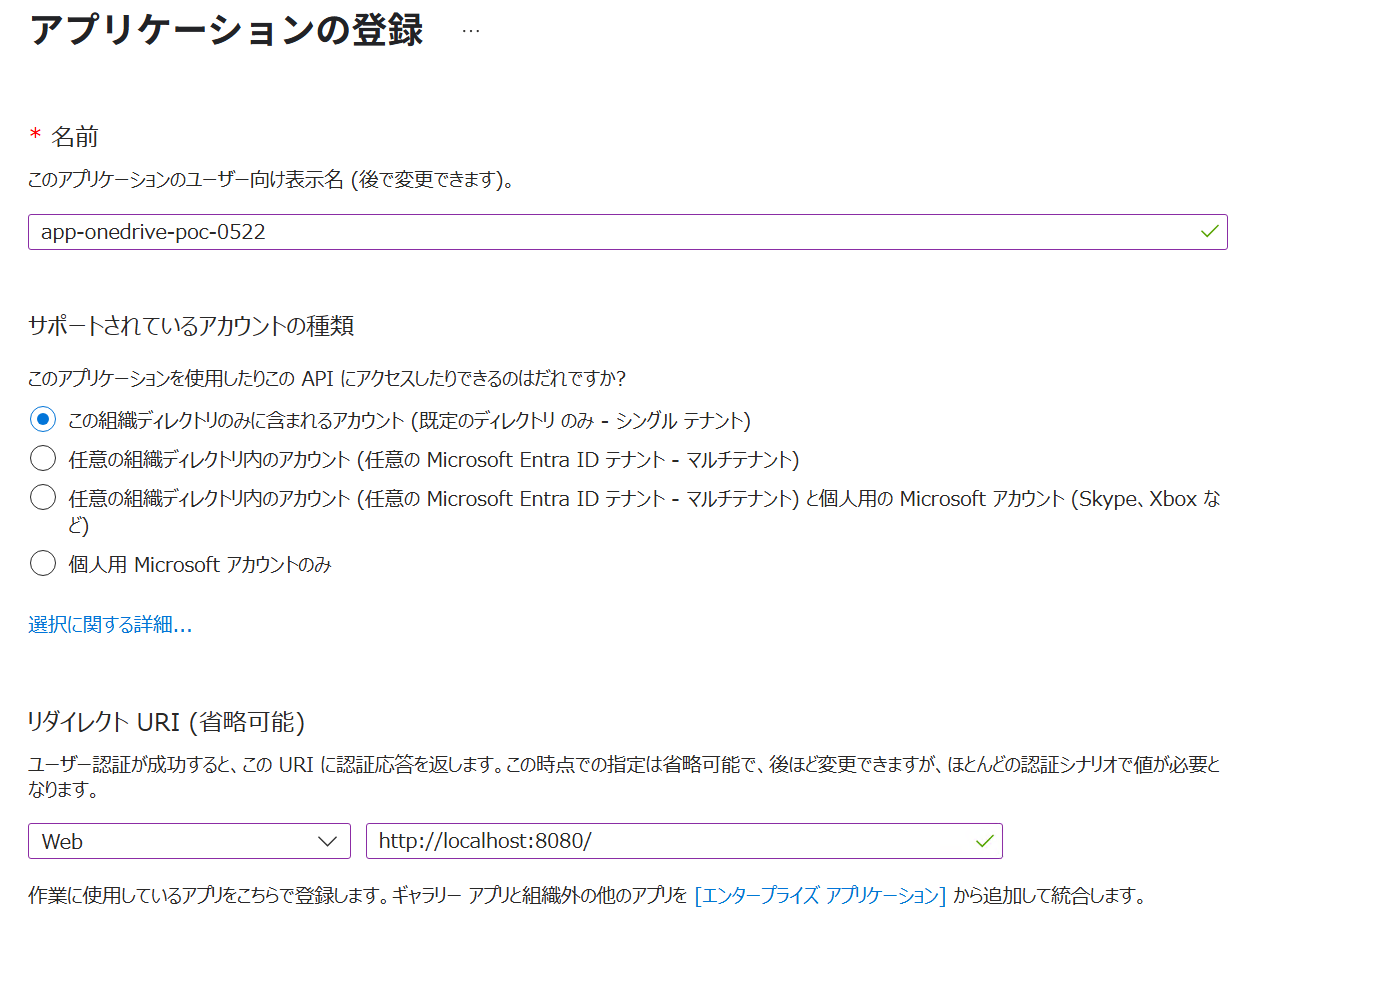 アプリケーションの登録 …
* 名前
このアプリケーションのユーザー向け表示名 (後で変更できます)。
app-onedrive-poc-0522
サポートされているアカウントの種類
このアプリケーションを使用したりこの API にアクセスしたりできるのはだれですか?
この組織ディレクトリのみに含まれるアカウント (既定のディレクトリ のみ - シングル テナント)
任意の組織ディレクトリ内のアカウント (任意の Microsoft Entra ID テナント - マルチテナント)
任意の組織ディレクトリ内のアカウント (任意の Microsoft Entra ID テナント - マルチテナント) と個人用の Microsoft アカウント (Skype、Xbox な
ど)
個人用 Microsoft アカウントのみ
選択に関する詳細...
リダイレクト URI (省略可能)
ユーザー認証が成功すると、この URI に認証応答を返します。この時点での指定は省略可能で、後ほど変更できますが、ほとんどの認証シナリオで値が必要と
なります。
Web
http://localhost:8080/
作業に使用しているアプリをこちらで登録します。ギャラリー アプリと組織外の他のアプリを [エンタープライズ アプリケーション] から追加して統合します。